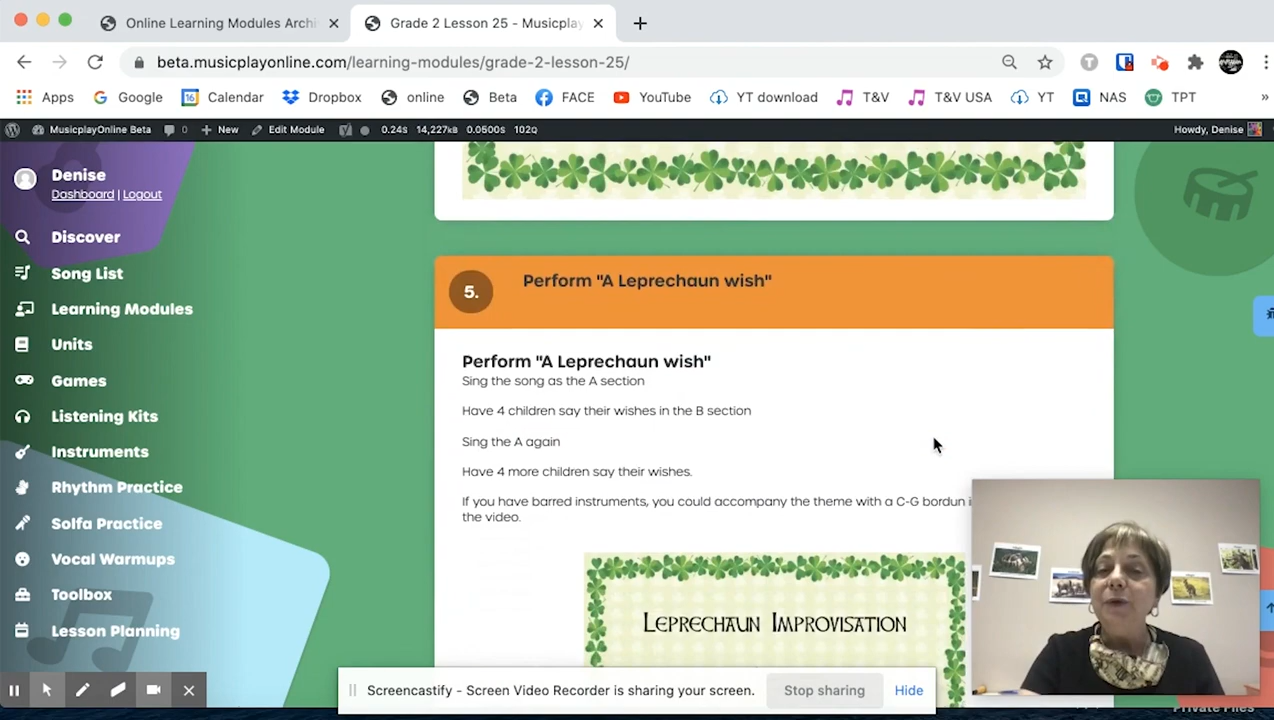 Online Learning Modules Archi
Grade 2 Lesson 25 - Musicplay
beta.musicplayonline.com/learning-modules/grade-2-lesson-25/
Apps
Google
16
Calendar
Dropbox
online
Beta
FACE
YouTube
YT download
T&V
T&V USA
YT
NAS
TPT
»
MusicplayOnline Beta
0
New
Edit Module
0.24s
14,227kB
0.0500s
102Q
Howdy, Denise
Denise
Dashboard | Logout
Discover
Song List
Learning Modules
Units
Games
Listening Kits
Instruments
Rhythm Practice
Solfa Practice
Vocal Warmups
Toolbox
Lesson Planning
5.
Perform "A Leprechaun wish"
Perform "A Leprechaun wish"
Sing the song as the A section
Have 4 children say their wishes in the B section
Sing the A again
Have 4 more children say their wishes.
If you have barred instruments, you could accompany the theme with a C-G bordun i
the video.
Leprechaun Improvisation
Screencastify - Screen Video Recorder is sharing your screen.
Stop sharing
Hide
Private Files